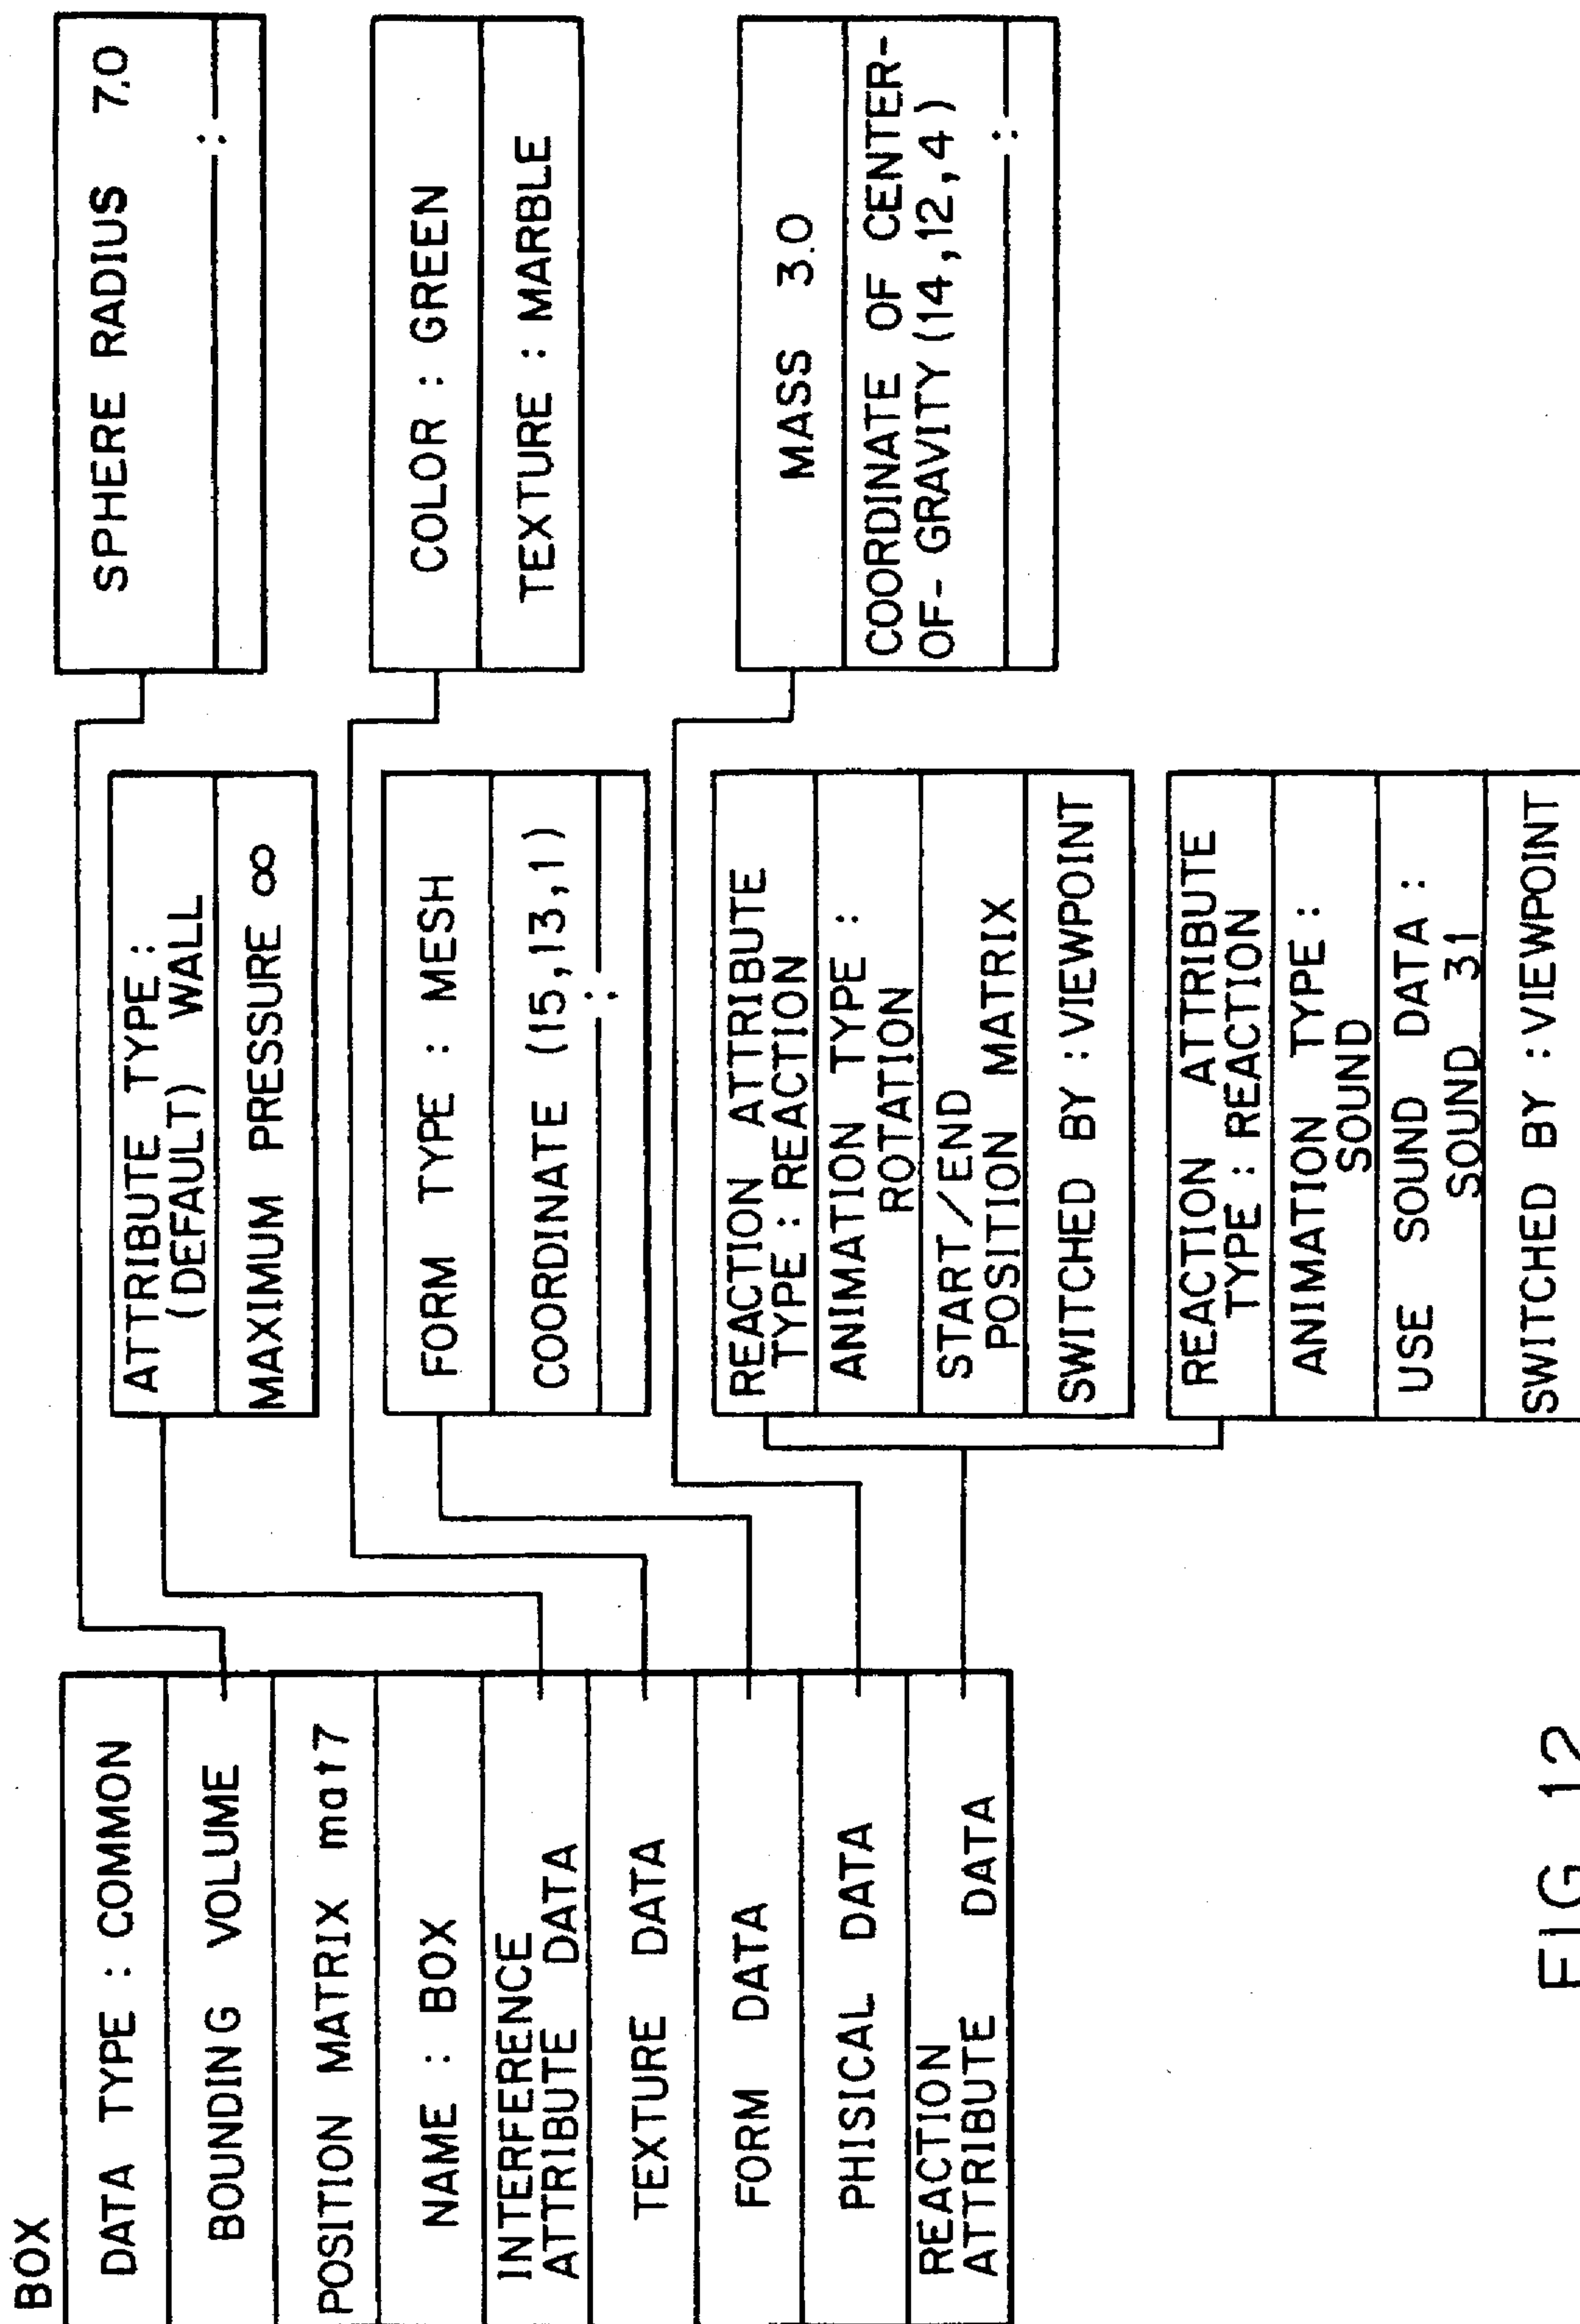 BOX
DATA TYPE : COMMON
BOUNDING VOLUME
POSITION MATRIX mat7
NAME : BOX
INTERFERENCE
ATTRIBUTE DATA
TEXTURE DATA
FORM DATA
PHISICAL DATA
REACTION
ATTRIBUTE DATA
ATTRIBUTE TYPE :
(DEFAULT) WALL
MAXIMUM PRESSURE ∞
FORM TYPE : MESH
COORDINATE (15,13,1)
:
REACTION ATTRIBUTE
TYPE : REACTION
ANIMATION TYPE :
ROTATION
START/END
POSITION MATRIX
SWITCHED BY : VIEWPOINT
REACTION ATTRIBUTE
TYPE : REACTION
ANIMATION TYPE :
SOUND
USE SOUND DATA :
SOUND 31
SWITCHED BY : VIEWPOINT
SPHERE RADIUS 7.0
:
COLOR : GREEN
TEXTURE : MARBLE
MASS 3.0
COORDINATE OF CENTER-
OF- GRAVITY (14,12,4)
:
FIG 12